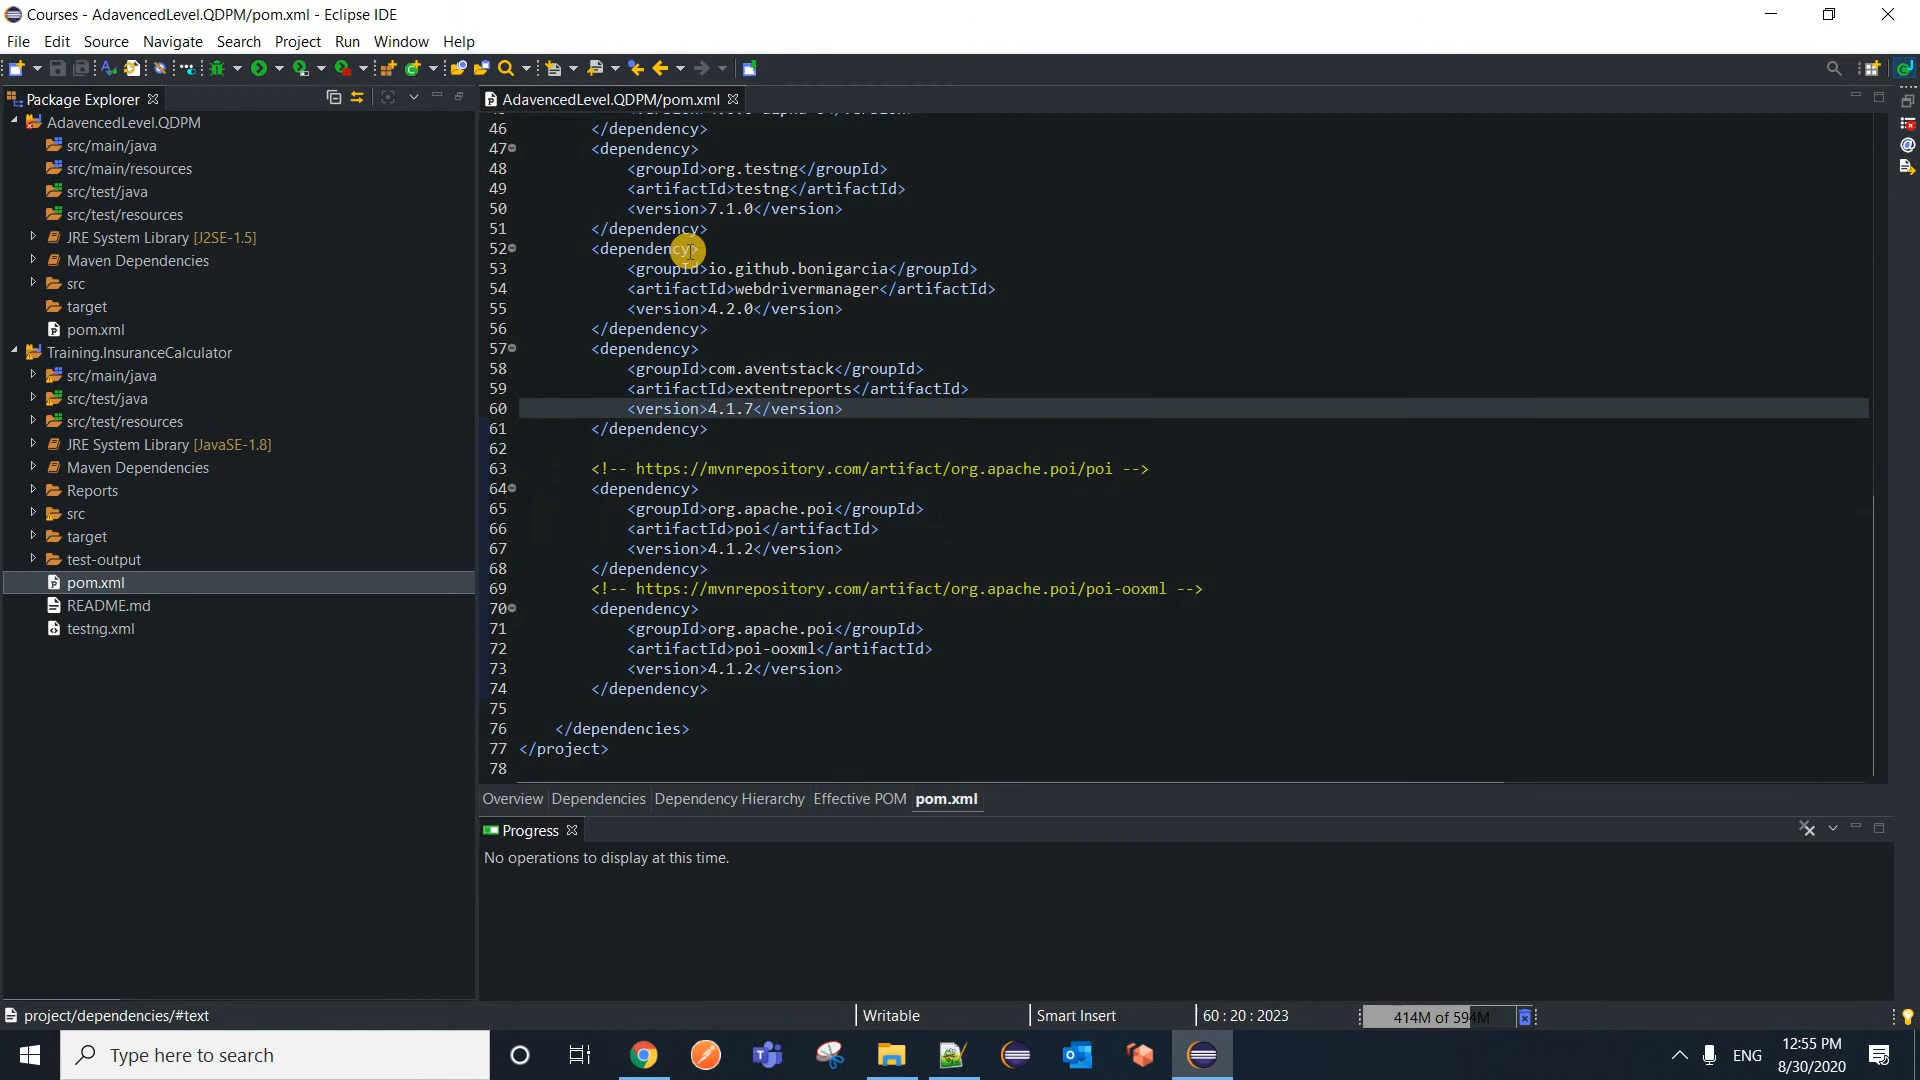 Courses - AdavencedLevel.QDPM/pom.xml - Eclipse IDE
File Edit Source Navigate Search Project Run Window Help
Package Explorer
AdavencedLevel.QDPM/pom.xml
AdavencedLevel.QDPM
src/main/java
src/main/resources
src/test/java
src/test/resources
JRE System Library [J2SE-1.5]
Maven Dependencies
src
target
pom.xml
Training.InsuranceCalculator
src/main/java
src/test/java
src/test/resources
JRE System Library [JavaSE-1.8]
Maven Dependencies
Reports
src
target
test-output
pom.xml
README.md
testng.xml
46 </dependency>
47 <dependency>
48 <groupId>org.testng</groupId>
49 <artifactId>testng</artifactId>
50 <version>7.1.0</version>
51 </dependency>
52 <dependency>
53 <groupId>io.github.bonigarcia</groupId>
54 <artifactId>webdrivermanager</artifactId>
55 <version>4.2.0</version>
56 </dependency>
57 <dependency>
58 <groupId>com.aventstack</groupId>
59 <artifactId>extentreports</artifactId>
60 <version>4.1.7</version>
61 </dependency>
62
63 <!-- https://mvnrepository.com/artifact/org.apache.poi/poi -->
64 <dependency>
65 <groupId>org.apache.poi</groupId>
66 <artifactId>poi</artifactId>
67 <version>4.1.2</version>
68 </dependency>
69 <!-- https://mvnrepository.com/artifact/org.apache.poi/poi-ooxml -->
70 <dependency>
71 <groupId>org.apache.poi</groupId>
72 <artifactId>poi-ooxml</artifactId>
73 <version>4.1.2</version>
74 </dependency>
75
76 </dependencies>
77 </project>
78
Overview Dependencies Dependency Hierarchy Effective POM pom.xml
Progress
No operations to display at this time.
project/dependencies/#text Writable Smart Insert 60 : 20 : 2023 414M of 594M
Type here to search
ENG
12:55 PM
8/30/2020